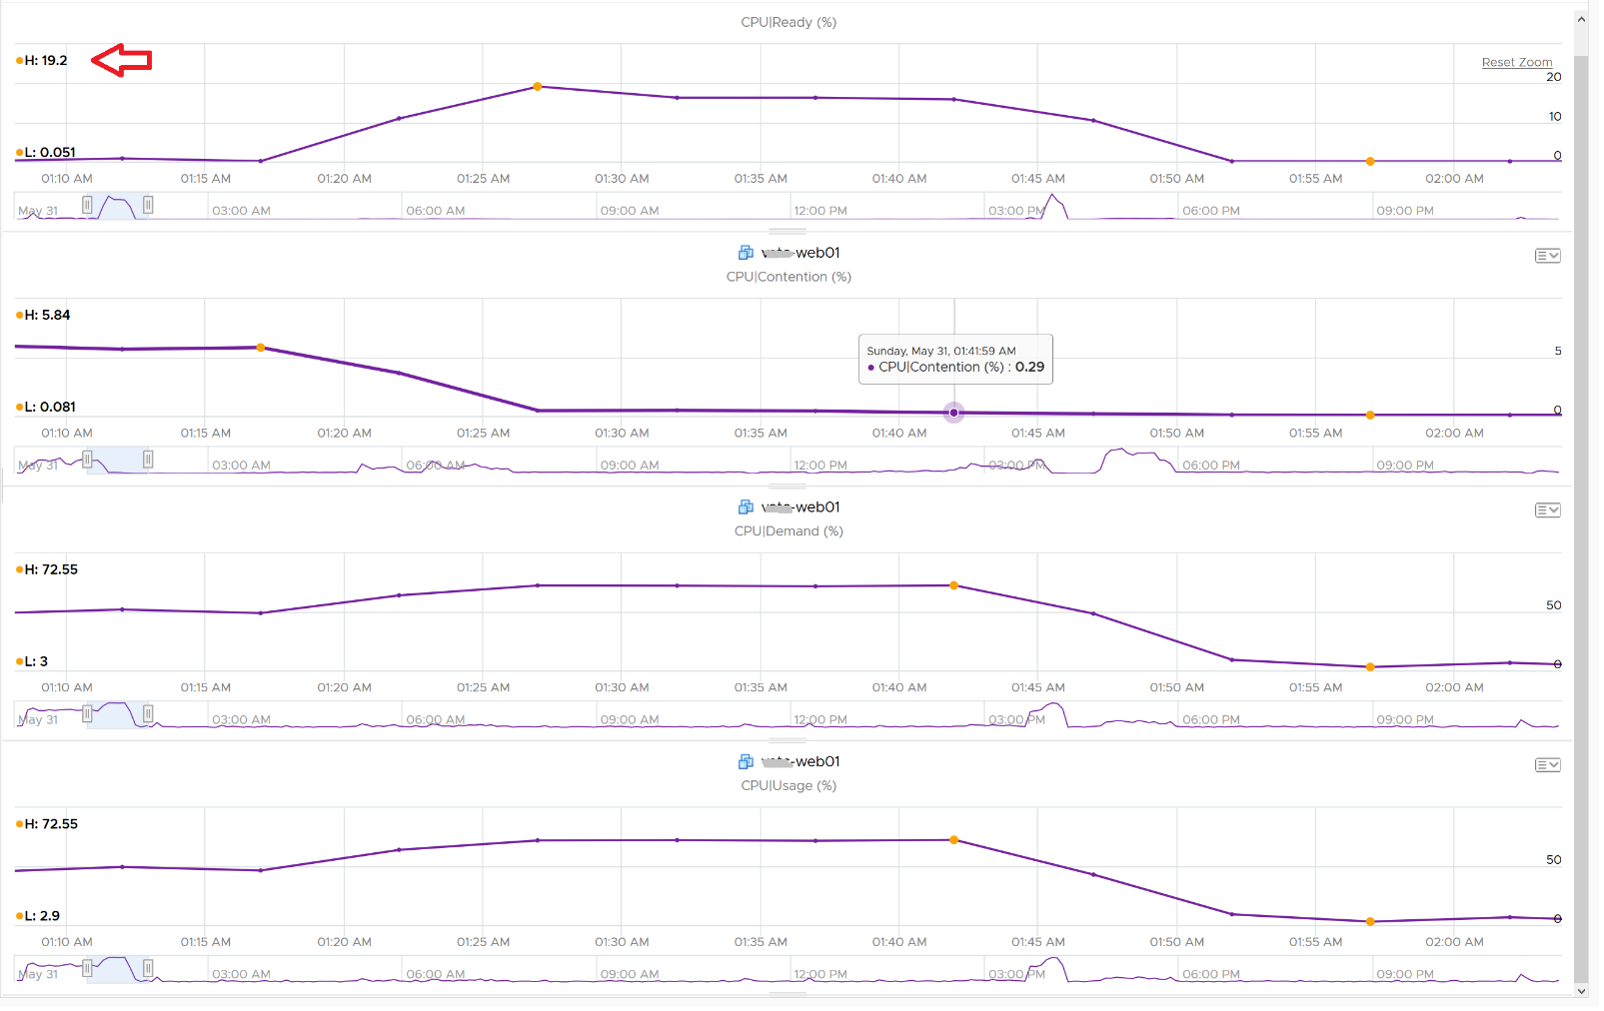 CPU|Ready (%)
H: 19.2
Reset Zoom
20
10
L: 0.051
0
01:10 AM 01:15 AM 01:20 AM 01:25 AM 01:30 AM 01:35 AM 01:40 AM 01:45 AM 01:50 AM 01:55 AM 02:00 AM
May 31 03:00 AM 06:00 AM 09:00 AM 12:00 PM 03:00 PM 06:00 PM 09:00 PM
-web01
CPU|Contention (%)
H: 5.84
Sunday, May 31, 01:41:59 AM
5
CPU|Contention (%) : 0.29
L: 0.081
0
01:10 AM 01:15 AM 01:20 AM 01:25 AM 01:30 AM 01:35 AM 01:40 AM 01:45 AM 01:50 AM 01:55 AM 02:00 AM
May 31 03:00 AM 06:00 AM 09:00 AM 12:00 PM 03:00 PM 06:00 PM 09:00 PM
-web01
CPU|Demand (%)
H: 72.55
50
L: 3
0
01:10 AM 01:15 AM 01:20 AM 01:25 AM 01:30 AM 01:35 AM 01:40 AM 01:45 AM 01:50 AM 01:55 AM 02:00 AM
May 31 03:00 AM 06:00 AM 09:00 AM 12:00 PM 03:00 PM 06:00 PM 09:00 PM
-web01
CPU|Usage (%)
H: 72.55
50
L: 2.9
0
01:10 AM 01:15 AM 01:20 AM 01:25 AM 01:30 AM 01:35 AM 01:40 AM 01:45 AM 01:50 AM 01:55 AM 02:00 AM
May 31 03:00 AM 06:00 AM 09:00 AM 12:00 PM 03:00 PM 06:00 PM 09:00 PM